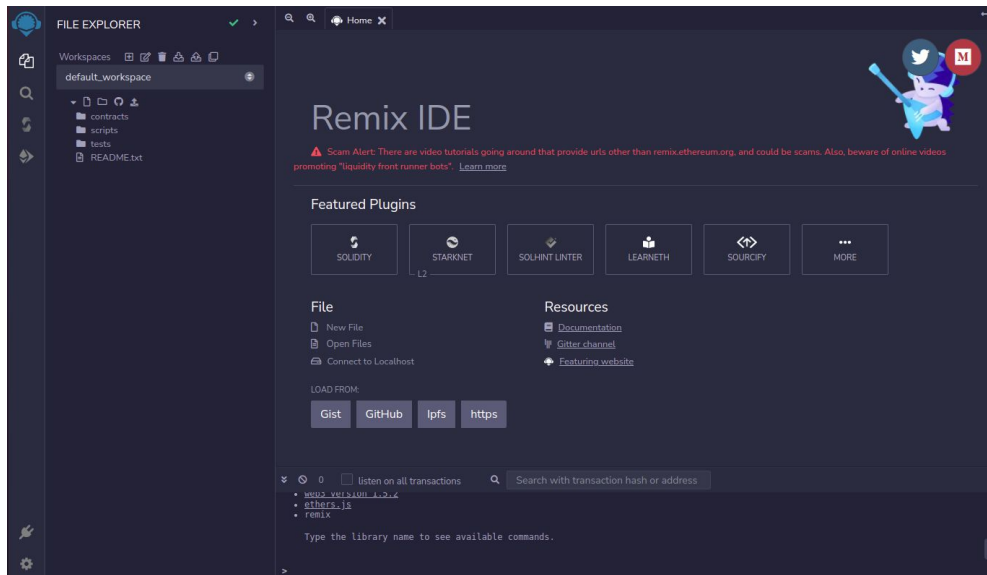 FILE EXPLORER
Home
Workspaces
default_workspace
contracts
scripts
tests
README.txt
M
Remix IDE
Scam Alert: There are video tutorials going around that provide urls other than remix.ethereum.org, and could be scams. Also, beware of online videos
promoting "liquidity front runner bots". Learn more
Featured Plugins
SOLIDITY STARKNET SOLHINT LINTER LEARNETH SOURCIFY MORE
L2
File Resources
New File Documentation
Open Files Gitter channel
Connect to Localhost Featuring website
LOAD FROM:
Gist GitHub Ipfs https
0 listen on all transactions Search with transaction hash or address
web3 version 1.5.2
ethers.js
remix
Type the library name to see available commands.
>